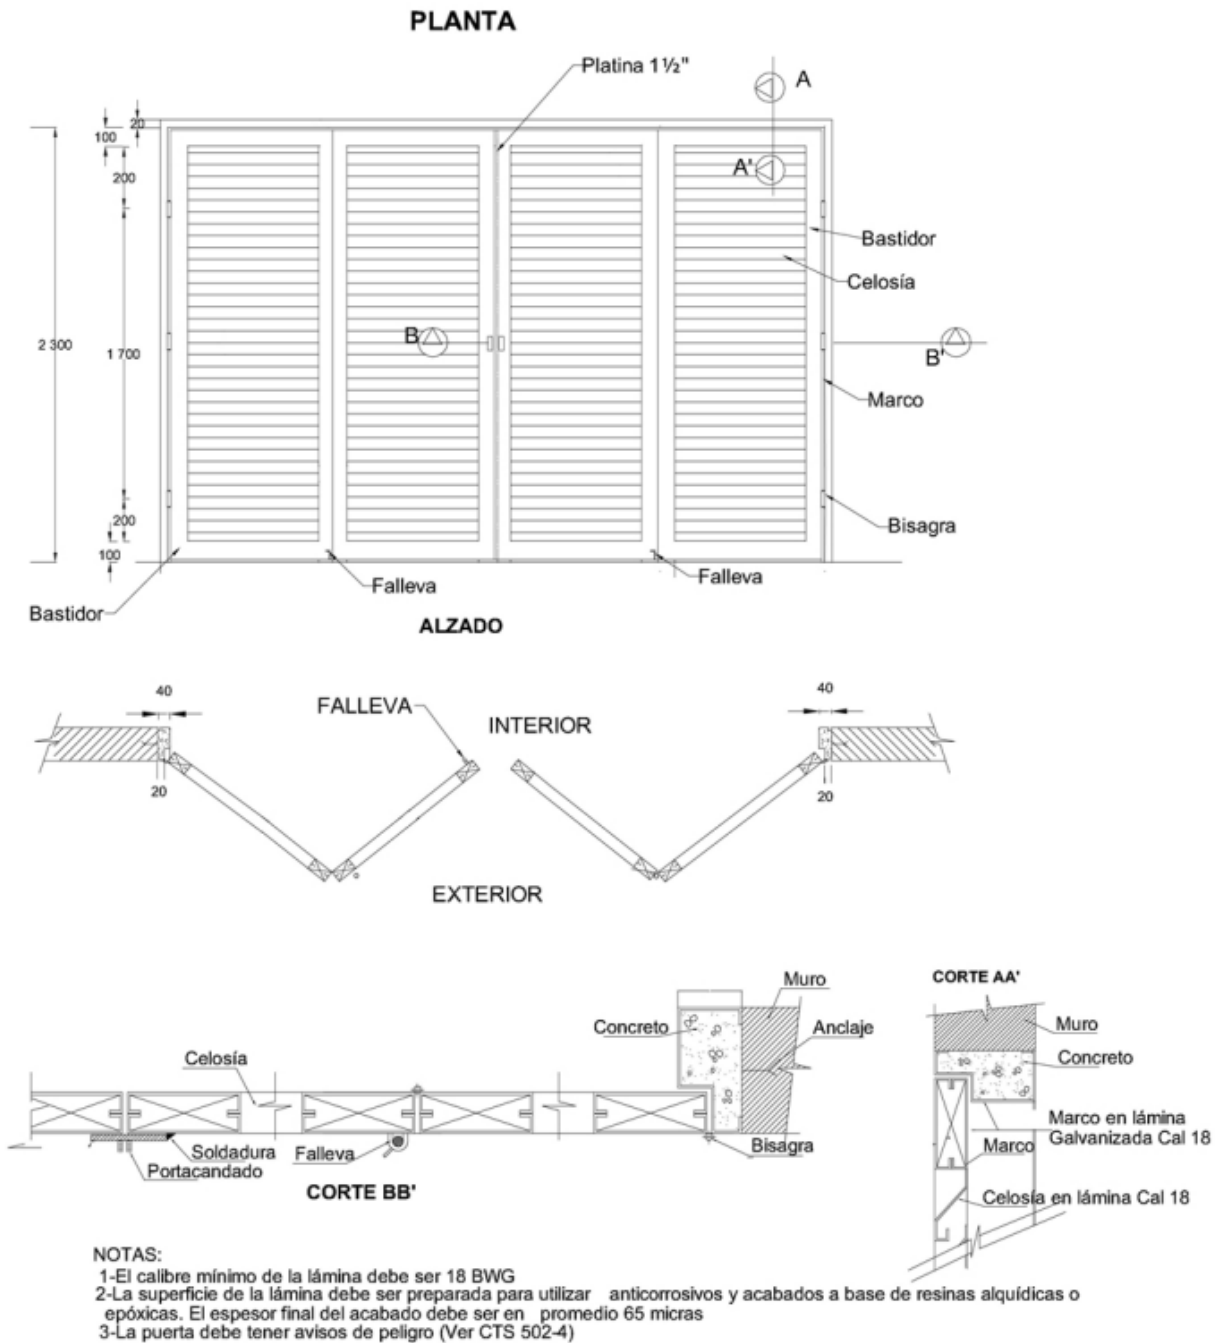 PLANTA
Platina 1½"
A
20
100
200
A'
Bastidor
Celosía
2 300
1 700
B
B'
Marco
200
Bisagra
100
Falleva
Falleva
Bastidor
ALZADO
40
40
FALLEVA
INTERIOR
20
20
EXTERIOR
Muro
CORTE AA'
Concreto
Anclaje
Muro
Celosía
Concreto
Marco en lámina
Galvanizada Cal 18
Soldadura
Falleva
Bisagra
Marco
Portacandado
CORTE BB'
Celosía en lámina Cal 18
NOTAS:
1-El calibre mínimo de la lámina debe ser 18 BWG
2-La superficie de la lámina debe ser preparada para utilizar anticorrosivos y acabados a base de resinas alquídicas o
epóxicas. El espesor final del acabado debe ser en promedio 65 micras
3-La puerta debe tener avisos de peligro (Ver CTS 502-4)